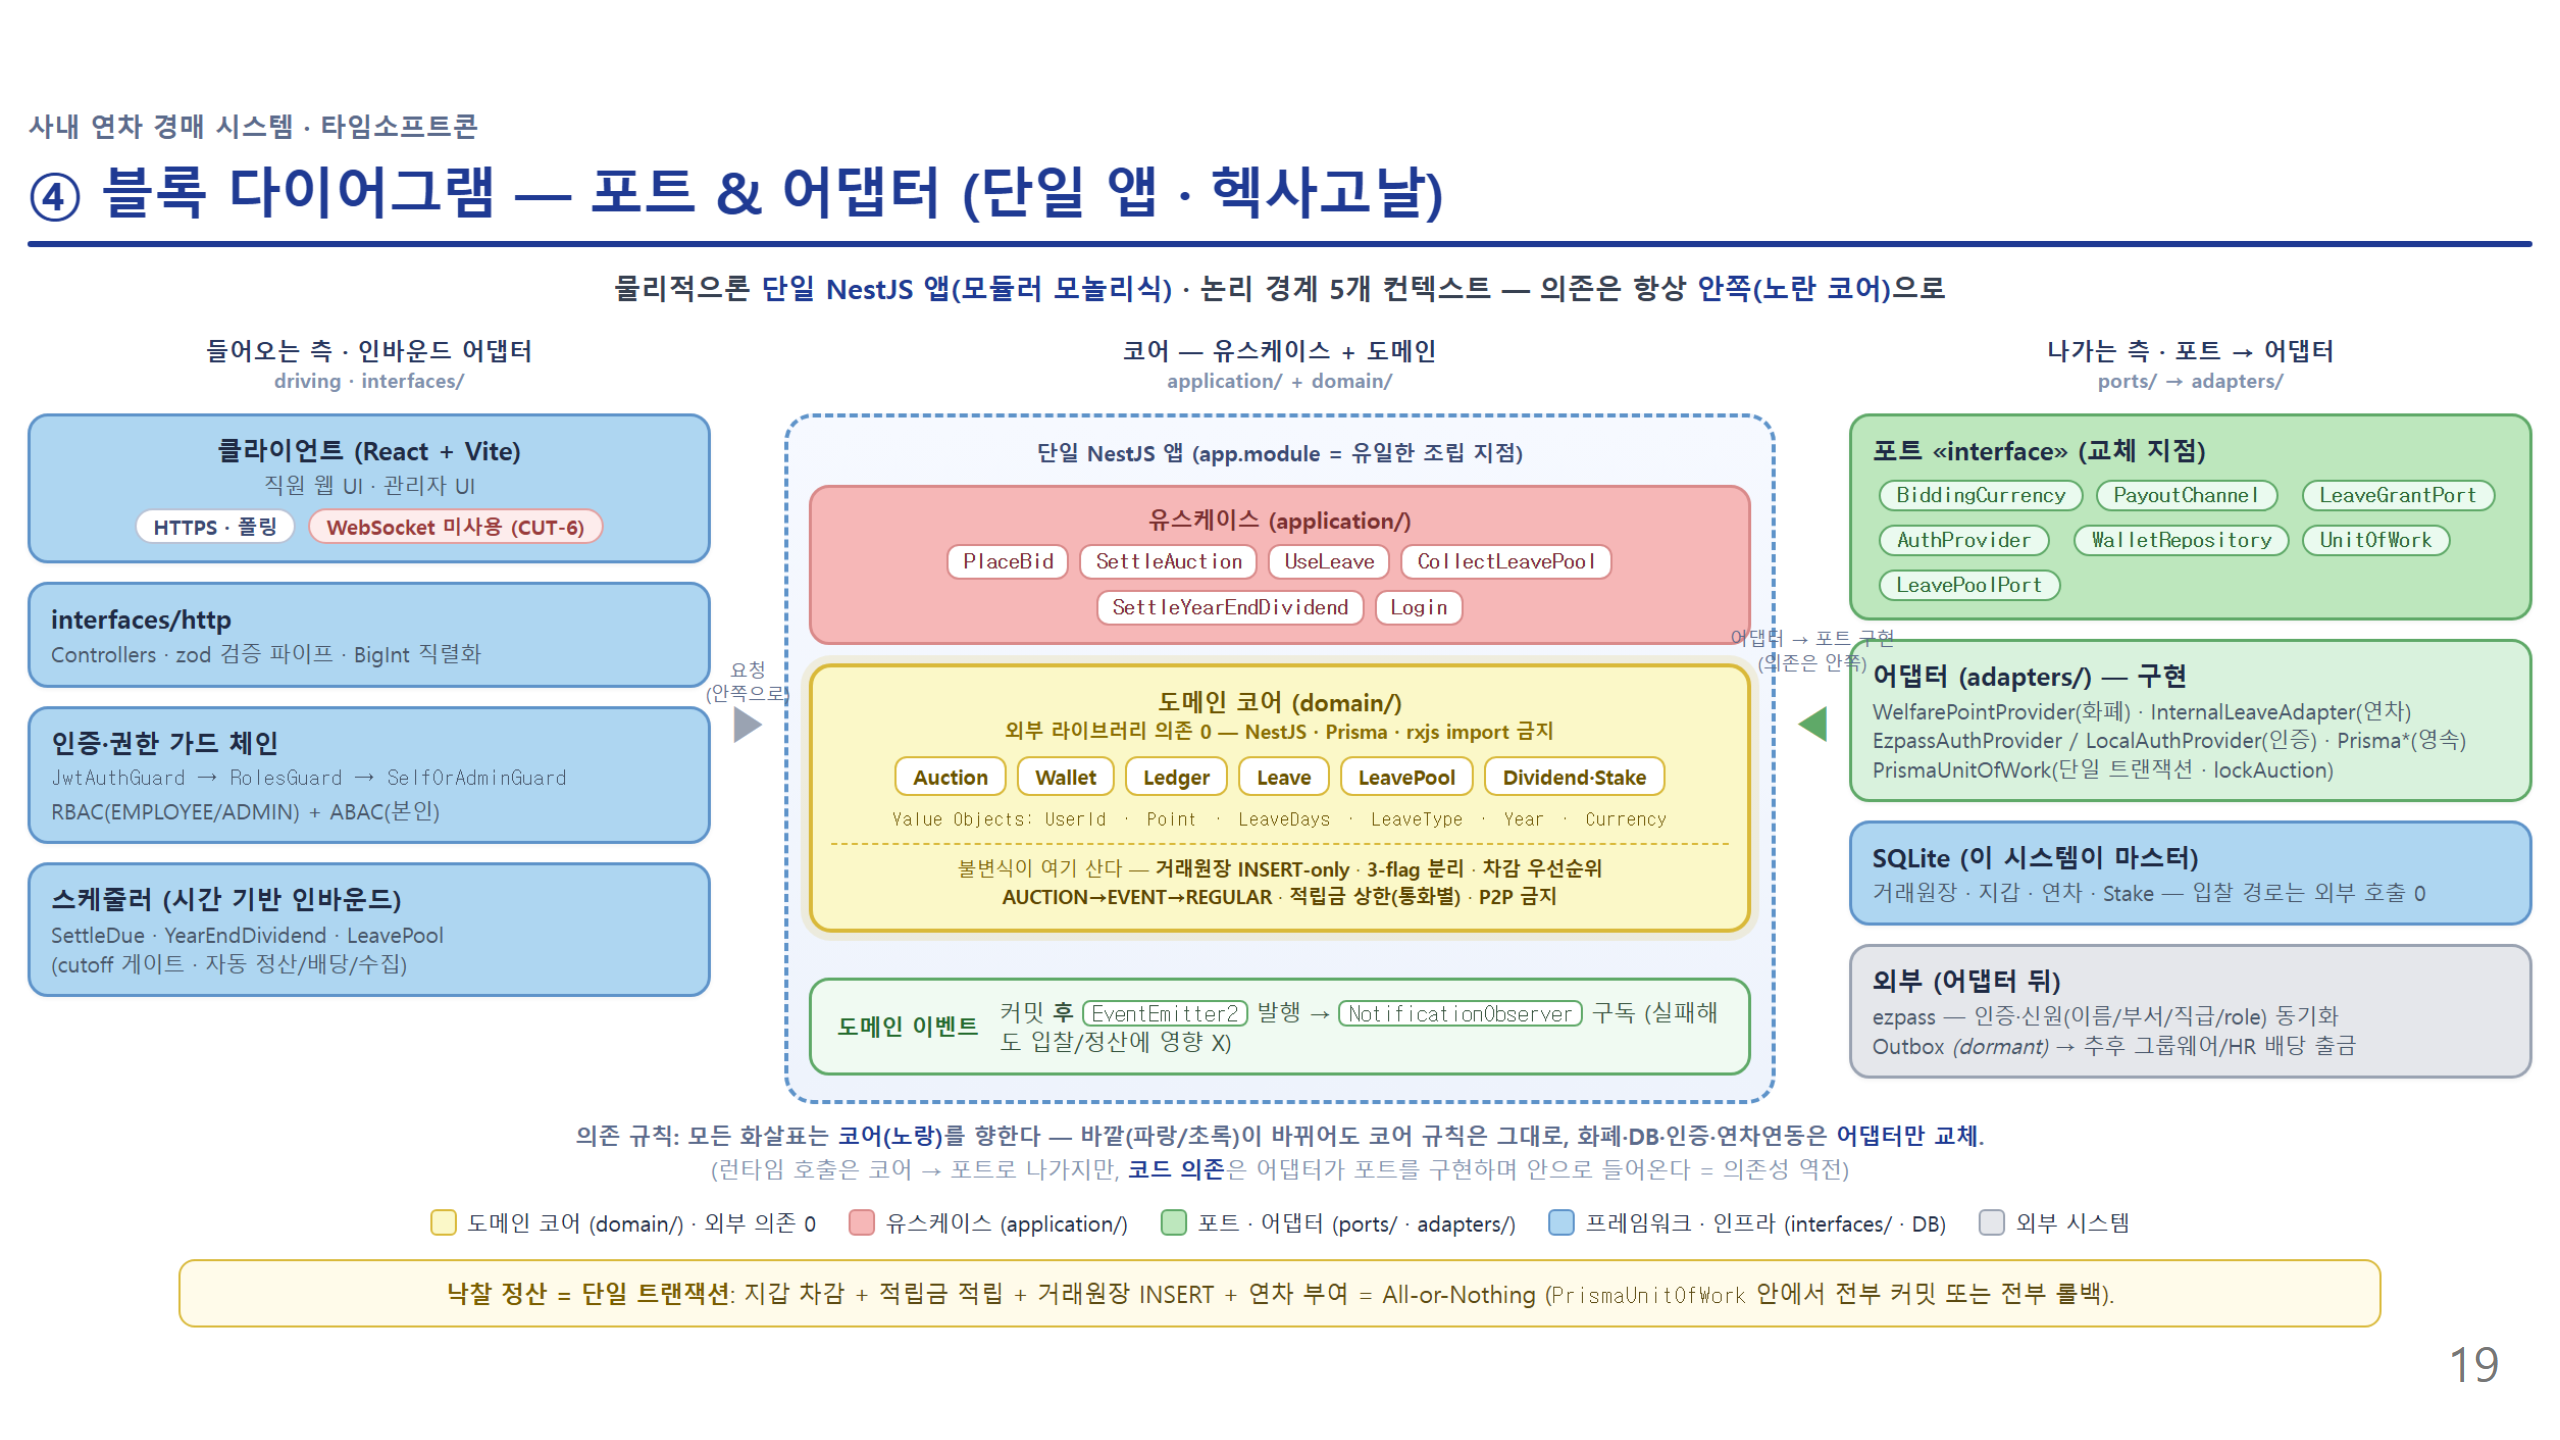 사내 연차 경매 시스템 · 타임소프트콘
④ 블록 다이어그램 — 포트 & 어댑터 (단일 앱 · 헥사고날)
물리적으론 단일 NestJS 앱(모듈러 모놀리식) · 논리 경계 5개 컨텍스트 — 의존은 항상 안쪽(노란 코어)으로
들어오는 측 · 인바운드 어댑터
driving · interfaces/
클라이언트 (React + Vite)
직원 웹 UI · 관리자 UI
HTTPS · 폴링
WebSocket 미사용 (CUT-6)
interfaces/http
Controllers · zod 검증 파이프 · BigInt 직렬화
인증·권한 가드 체인
JwtAuthGuard → RolesGuard → SelfOrAdminGuard
RBAC(EMPLOYEE/ADMIN) + ABAC(본인)
스케줄러 (시간 기반 인바운드)
SettleDue · YearEndDividend · LeavePool
(cutoff 게이트 · 자동 정산/배당/수집)
요청
(안쪽으로)
▶
코어 — 유스케이스 + 도메인
application/ + domain/
단일 NestJS 앱 (app.module = 유일한 조립 지점)
유스케이스 (application/)
PlaceBid SettleAuction UseLeave CollectLeavePool
SettleYearEndDividend Login
도메인 코어 (domain/)
외부 라이브러리 의존 0 — NestJS · Prisma · rxjs import 금지
Auction Wallet Ledger Leave LeavePool Dividend·Stake
Value Objects: UserId · Point · LeaveDays · LeaveType · Year · Currency
불변식이 여기 산다 — 거래원장 INSERT-only · 3-flag 분리 · 차감 우선순위
AUCTION→EVENT→REGULAR · 적립금 상한(통화별) · P2P 금지
도메인 이벤트
커밋 후 EventEmitter2 발행 → NotificationObserver 구독 (실패해
도 입찰/정산에 영향 X)
어댑터 → 포트 구현
(의존은 안쪽)
◀
나가는 측 · 포트 → 어댑터
ports/ → adapters/
포트 «interface» (교체 지점)
BiddingCurrency PayoutChannel LeaveGrantPort
AuthProvider WalletRepository UnitOfWork
LeavePoolPort
어댑터 (adapters/) — 구현
WelfarePointProvider(화폐) · InternalLeaveAdapter(연차)
EzpassAuthProvider / LocalAuthProvider(인증) · Prisma*(영속)
PrismaUnitOfWork(단일 트랜잭션 · lockAuction)
SQLite (이 시스템이 마스터)
거래원장 · 지갑 · 연차 · Stake — 입찰 경로는 외부 호출 0
외부 (어댑터 뒤)
ezpass — 인증·신원(이름/부서/직급/role) 동기화
Outbox (dormant) → 추후 그룹웨어/HR 배당 출금
의존 규칙: 모든 화살표는 코어(노랑)를 향한다 — 바깥(파랑/초록)이 바뀌어도 코어 규칙은 그대로, 화폐·DB·인증·연차연동은 어댑터만 교체.
(런타임 호출은 코어 → 포트로 나가지만, 코드 의존은 어댑터가 포트를 구현하며 안으로 들어온다 = 의존성 역전)
도메인 코어 (domain/) · 외부 의존 0 유스케이스 (application/) 포트 · 어댑터 (ports/ · adapters/) 프레임워크 · 인프라 (interfaces/ · DB) 외부 시스템
낙찰 정산 = 단일 트랜잭션: 지갑 차감 + 적립금 적립 + 거래원장 INSERT + 연차 부여 = All-or-Nothing (PrismaUnitOfWork 안에서 전부 커밋 또는 전부 롤백).
19